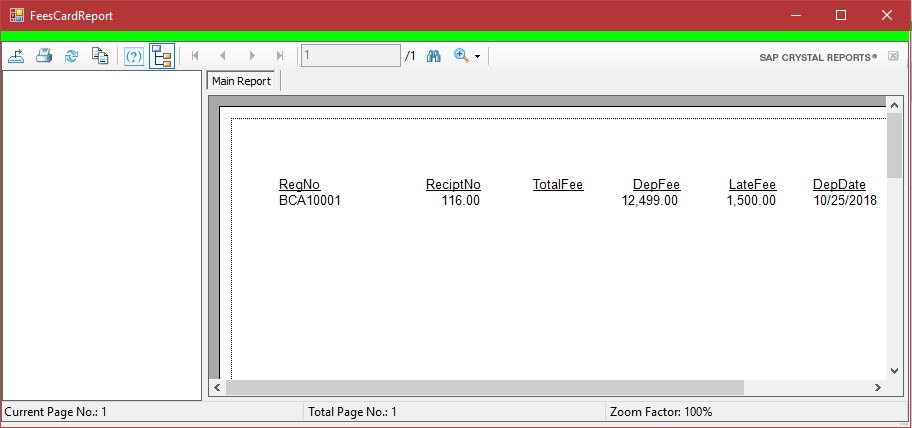 FeesCardReport
1 /1 SAP CRYSTAL REPORTS®
Main Report
RegNo ReciptNo TotalFee DepFee LateFee DepDate
BCA10001 116.00 12,499.00 1,500.00 10/25/2018
Current Page No.: 1 Total Page No.: 1 Zoom Factor: 100%